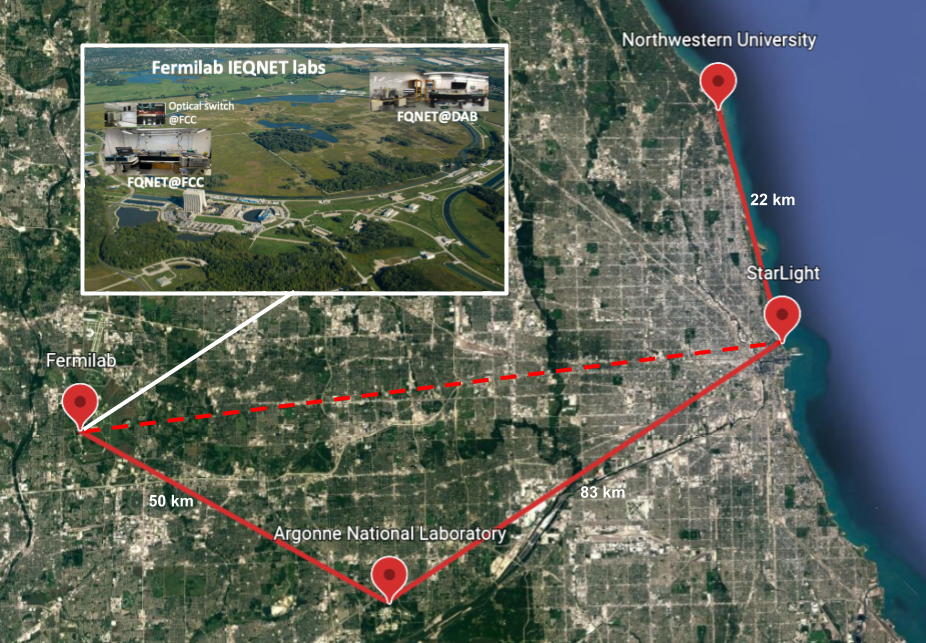 Northwestern University
Fermilab IEQNET labs
Optical switch
@FCC
FQNET@DAB
FQNET@FCC
22 km
StarLight
Fermilab
50 km
83 km
Argonne National Laboratory